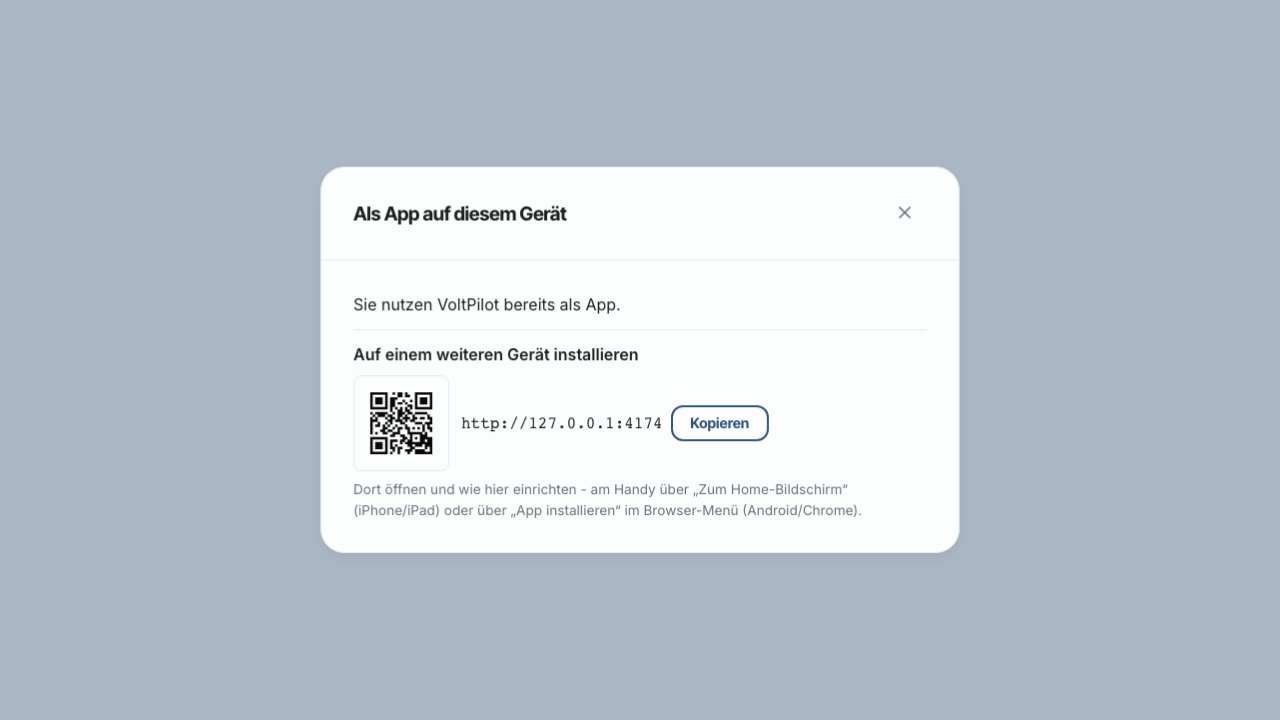 Als App auf diesem Gerät
Sie nutzen VoltPilot bereits als App.
Auf einem weiteren Gerät installieren
http://127.0.0.1:4174 Kopieren
Dort öffnen und wie hier einrichten - am Handy über „Zum Home-Bildschirm“
(iPhone/iPad) oder über „App installieren“ im Browser-Menü (Android/Chrome).